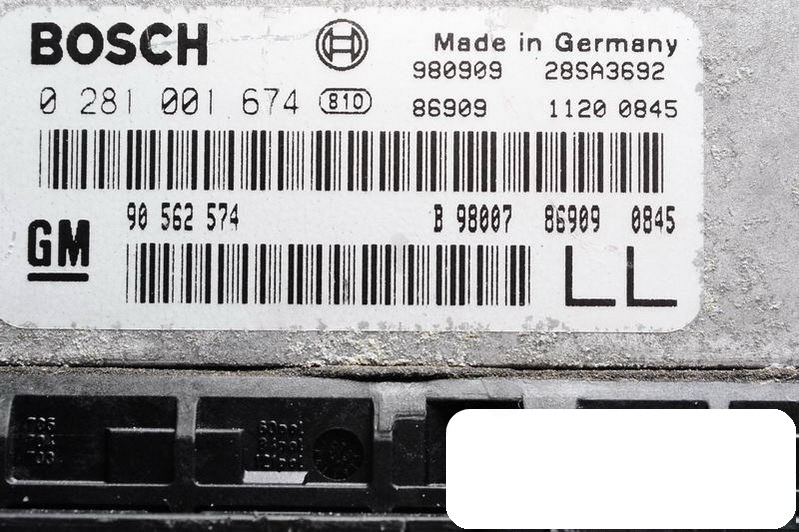 BOSCH
Made in Germany
980909 28SA3692
0 281 001 674 810
86909 1120 0845
90 562 574 B 98007 86909 0845
GM
LL